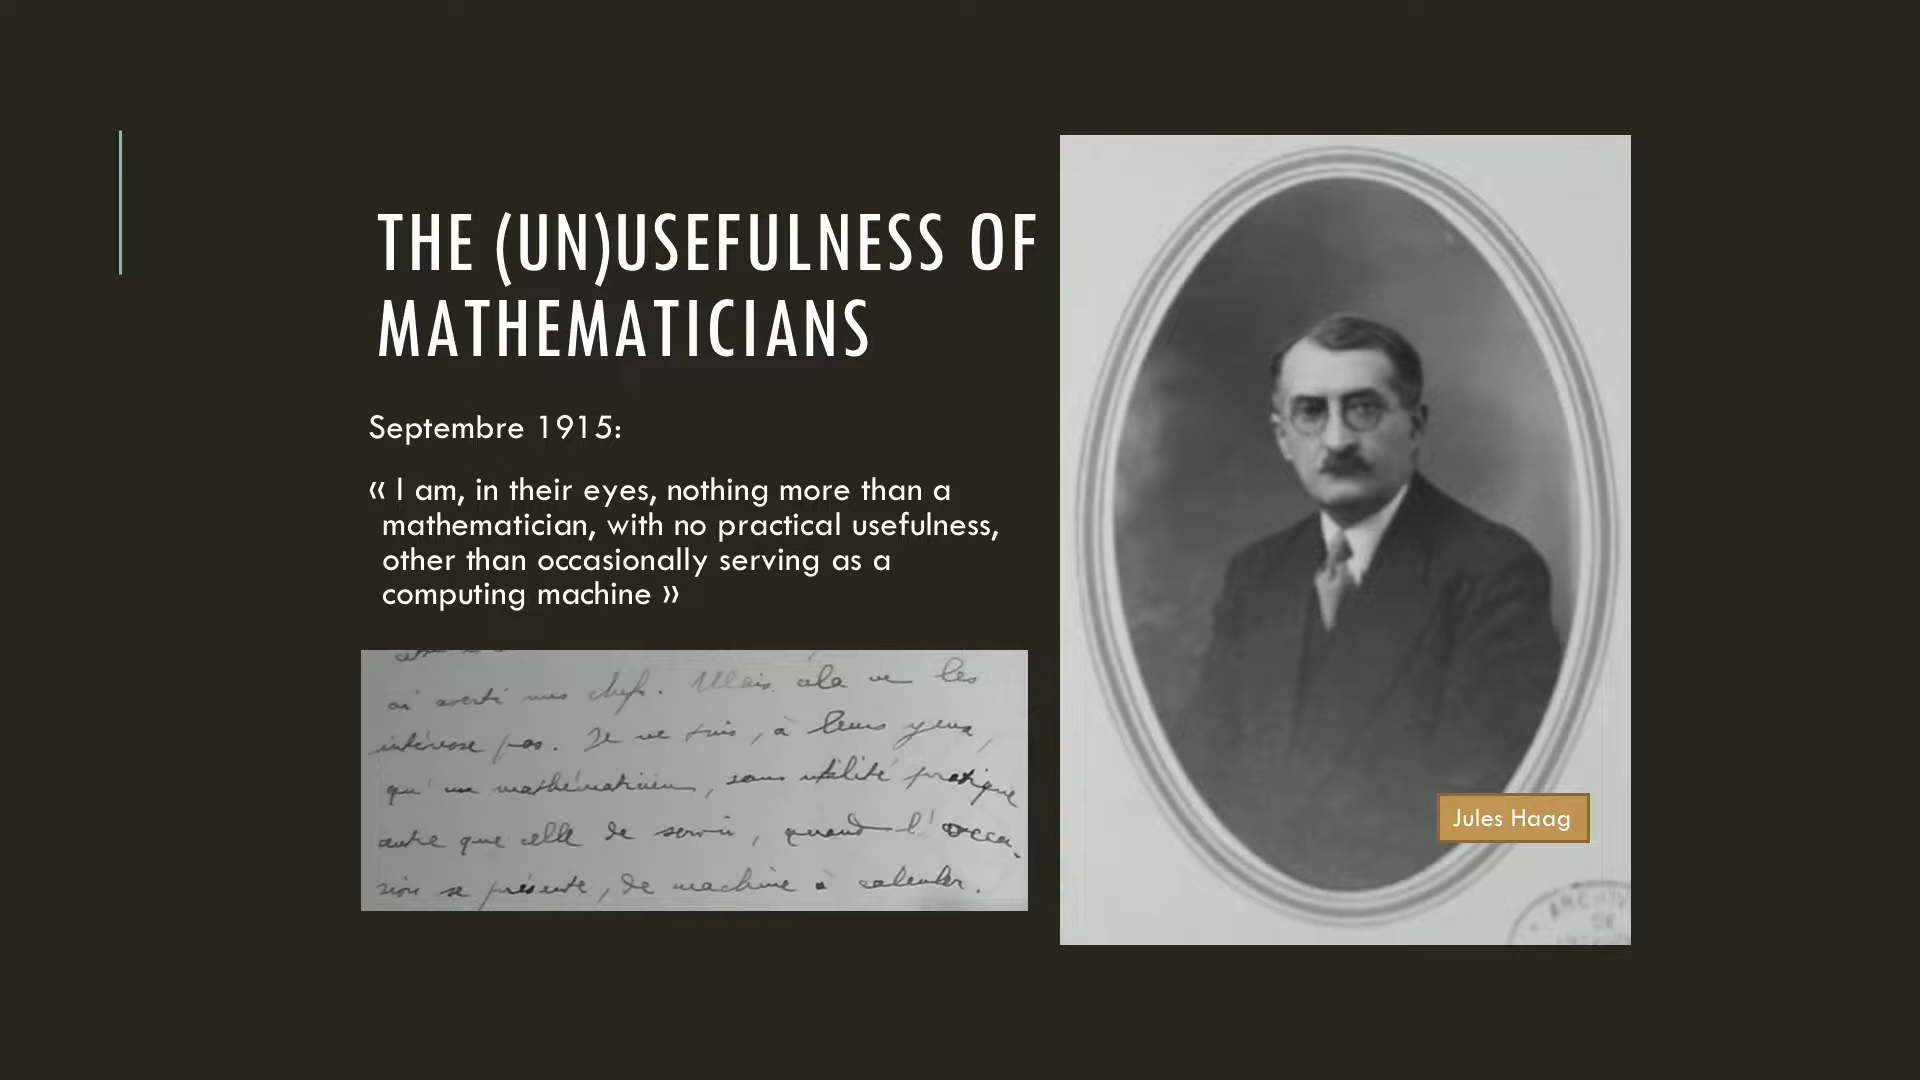 THE (UN)USEFULNESS OF
MATHEMATICIANS
Septembre 1915:
« I am, in their eyes, nothing more than a
mathematician, with no practical usefulness,
other than occasionally serving as a
computing machine »
ai averti mes chefs. Mais cela ne les
intéresse pas. Je ne suis, à leurs yeux,
qu'un mathématicien, sans utilité pratique
autre que celle de servir, quand l'occa-
sion se présente, de machine à calculer.
Jules Haag
ARCHIV
DE